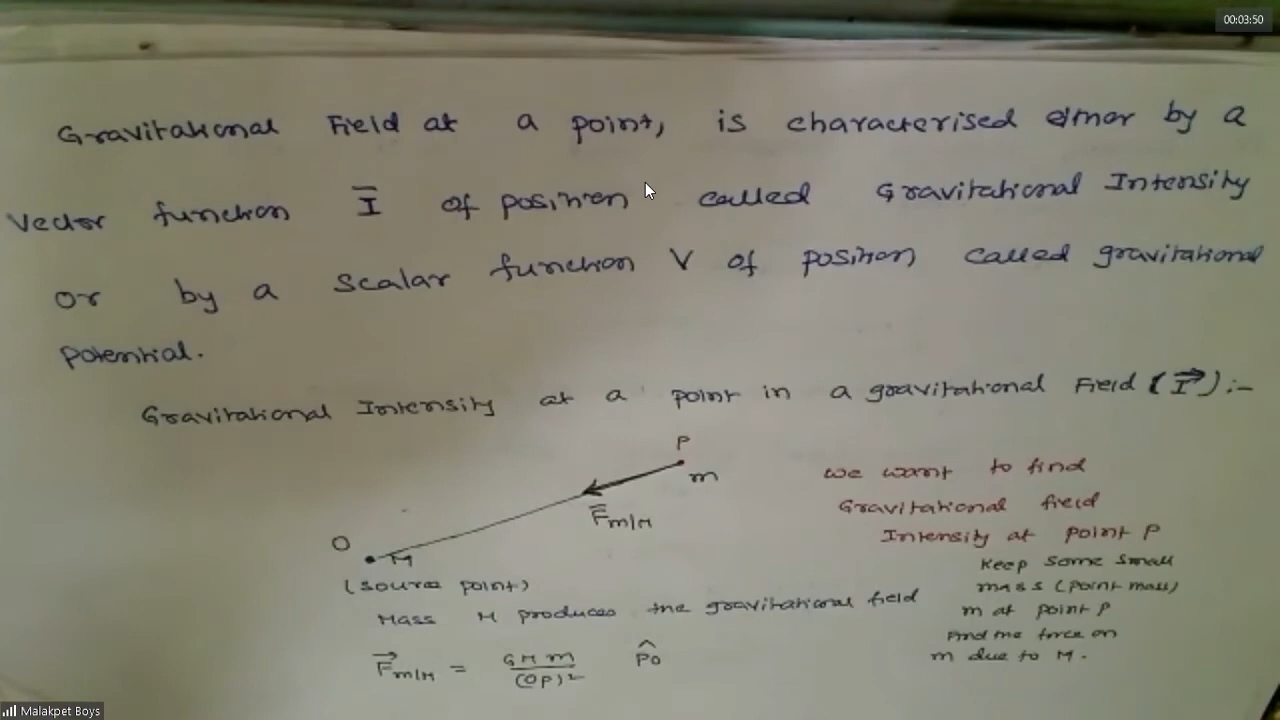 00:03:50
Gravitational Field at a point, is characterised either by a
vector function I of position called Gravitational Intensity
or by a scalar function V of position called gravitational
potential.
Gravitational Intensity at a point in a gravitational Field (I⃗) :-
P
m
F̅m/M
O
M
(source point)
Mass M produces the gravitational field
F⃗m/M = GMm/(OP)² P̂O
we want to find
Gravitational field
Intensity at point P
Keep some small
mass (point mass)
m at point P
Find the force on
m due to M.
Malakpet Boys